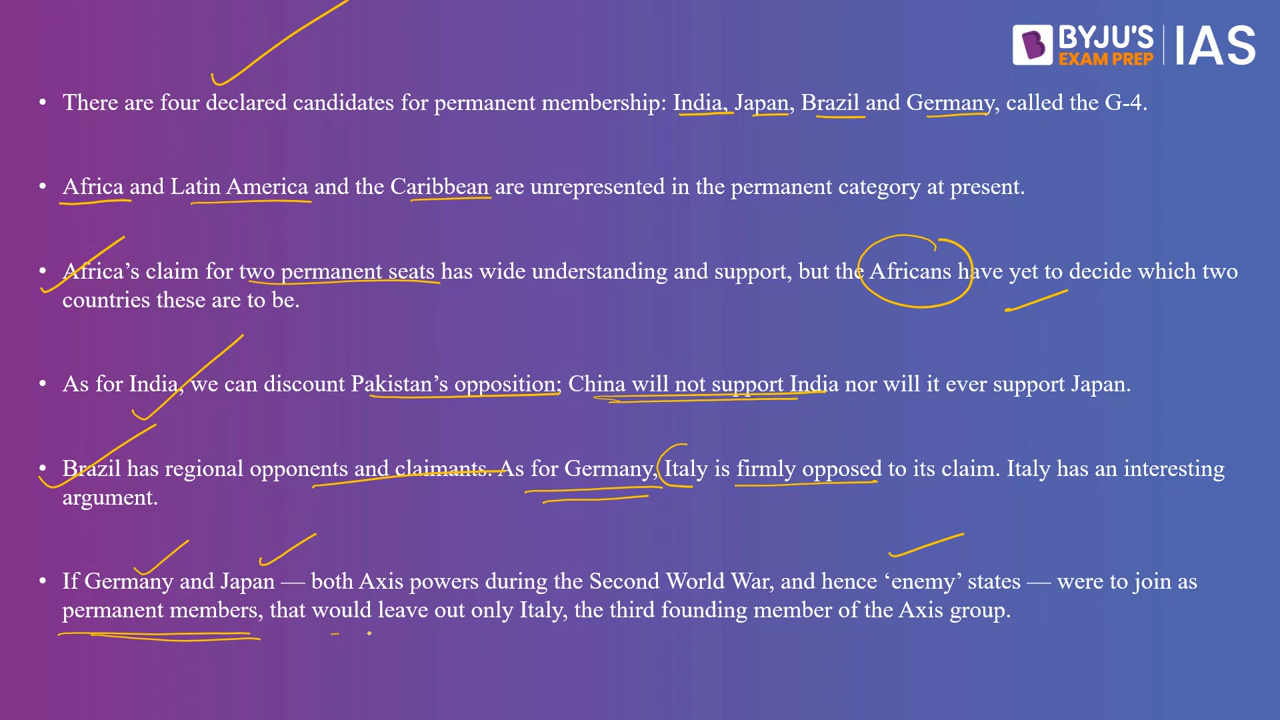 BYJU'S
EXAM PREP
IAS
• There are four declared candidates for permanent membership: India, Japan, Brazil and Germany, called the G-4.
• Africa and Latin America and the Caribbean are unrepresented in the permanent category at present.
• Africa’s claim for two permanent seats has wide understanding and support, but the Africans have yet to decide which two
countries these are to be.
• As for India, we can discount Pakistan’s opposition; China will not support India nor will it ever support Japan.
• Brazil has regional opponents and claimants. As for Germany, Italy is firmly opposed to its claim. Italy has an interesting
argument.
• If Germany and Japan — both Axis powers during the Second World War, and hence ‘enemy’ states — were to join as
permanent members, that would leave out only Italy, the third founding member of the Axis group.